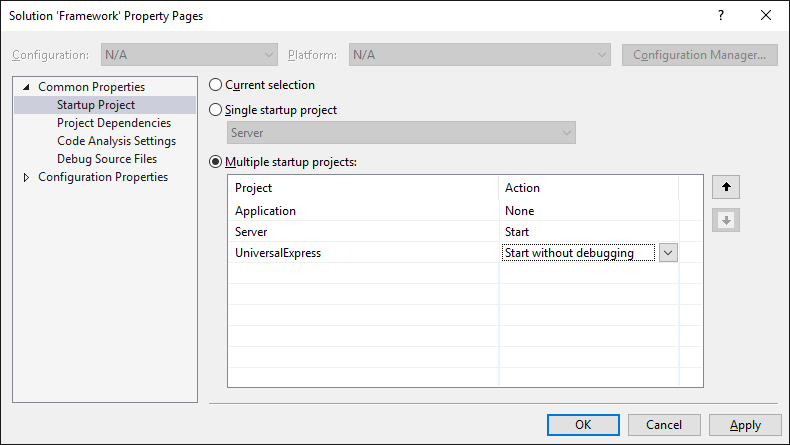 Solution 'Framework' Property Pages
Configuration: N/A Platform: N/A Configuration Manager...
Common Properties
Startup Project
Project Dependencies
Code Analysis Settings
Debug Source Files
Configuration Properties
Current selection
Single startup project
Server
Multiple startup projects:
Project Action
Application None
Server Start
UniversalExpress Start without debugging
OK Cancel Apply